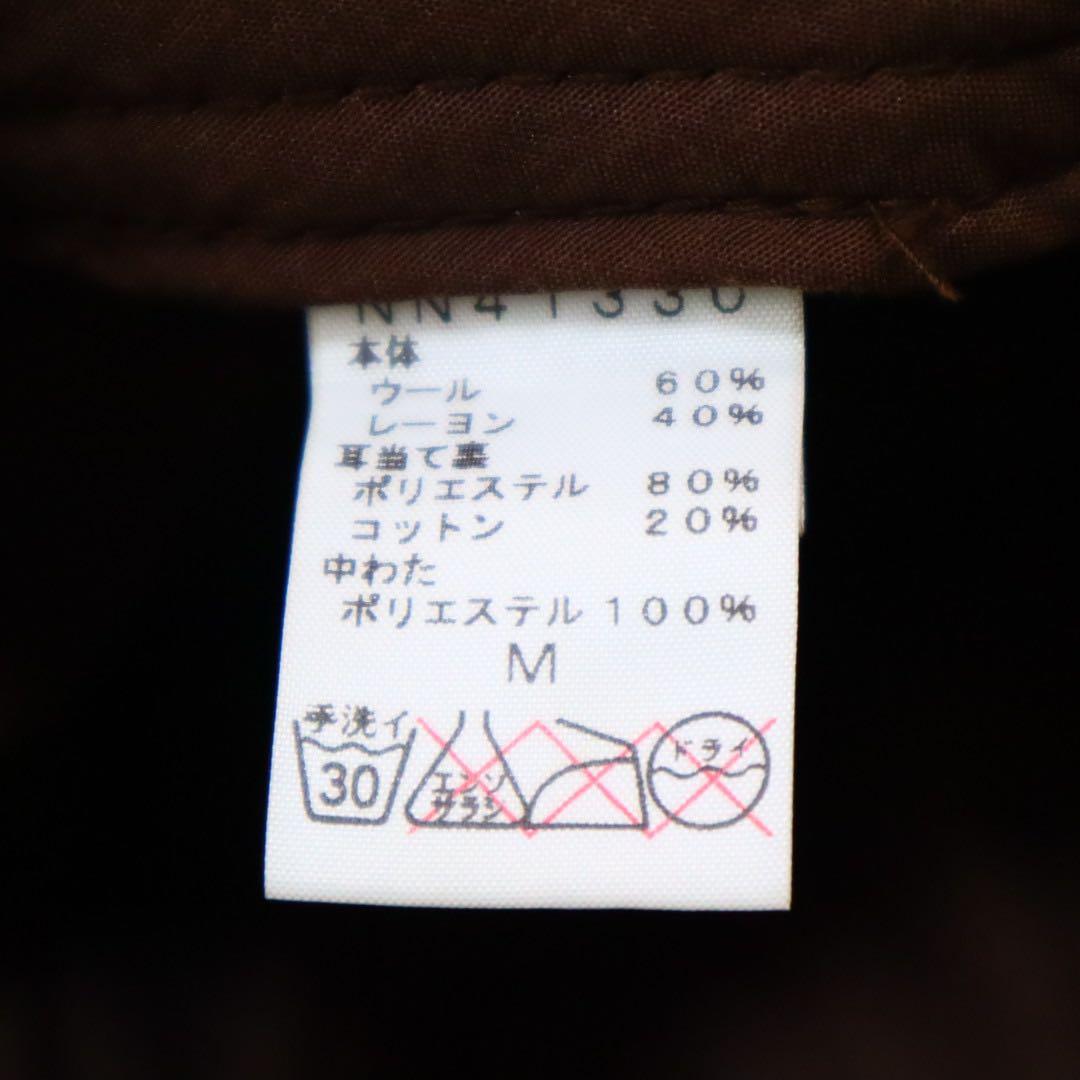 NN41330
本体
ウール 60%
レーヨン 40%
耳当て裏
ポリエステル 80%
コットン 20%
中わた
ポリエステル 100%
M
手洗イ
30
エンソ
サラシ
ドライ